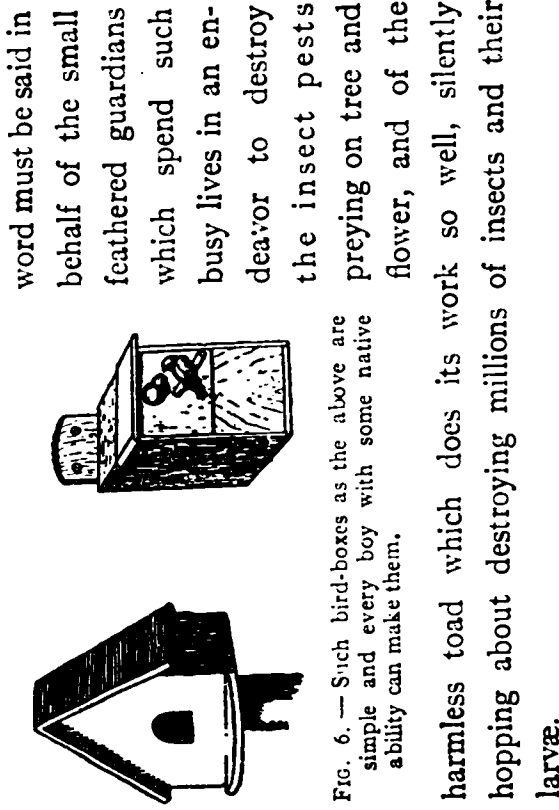 word must be said in
behalf of the small
feathered guardians
which spend such
busy lives in an en-
deavor to destroy
the insect pests
preying on tree and
flower, and of the
FIG. 6. — Such bird-boxes as the above are
simple and every boy with some native
ability can make them.
harmless toad which does its work so well, silently
hopping about destroying millions of insects and their
larvæ.